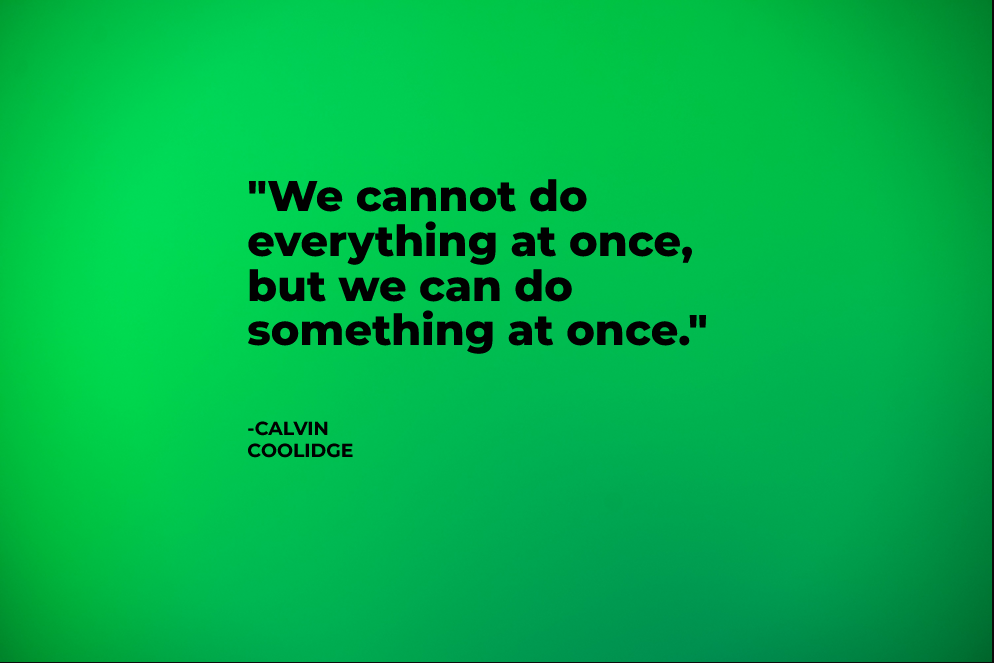 "We cannot do
everything at once,
but we can do
something at once."
-CALVIN
COOLIDGE